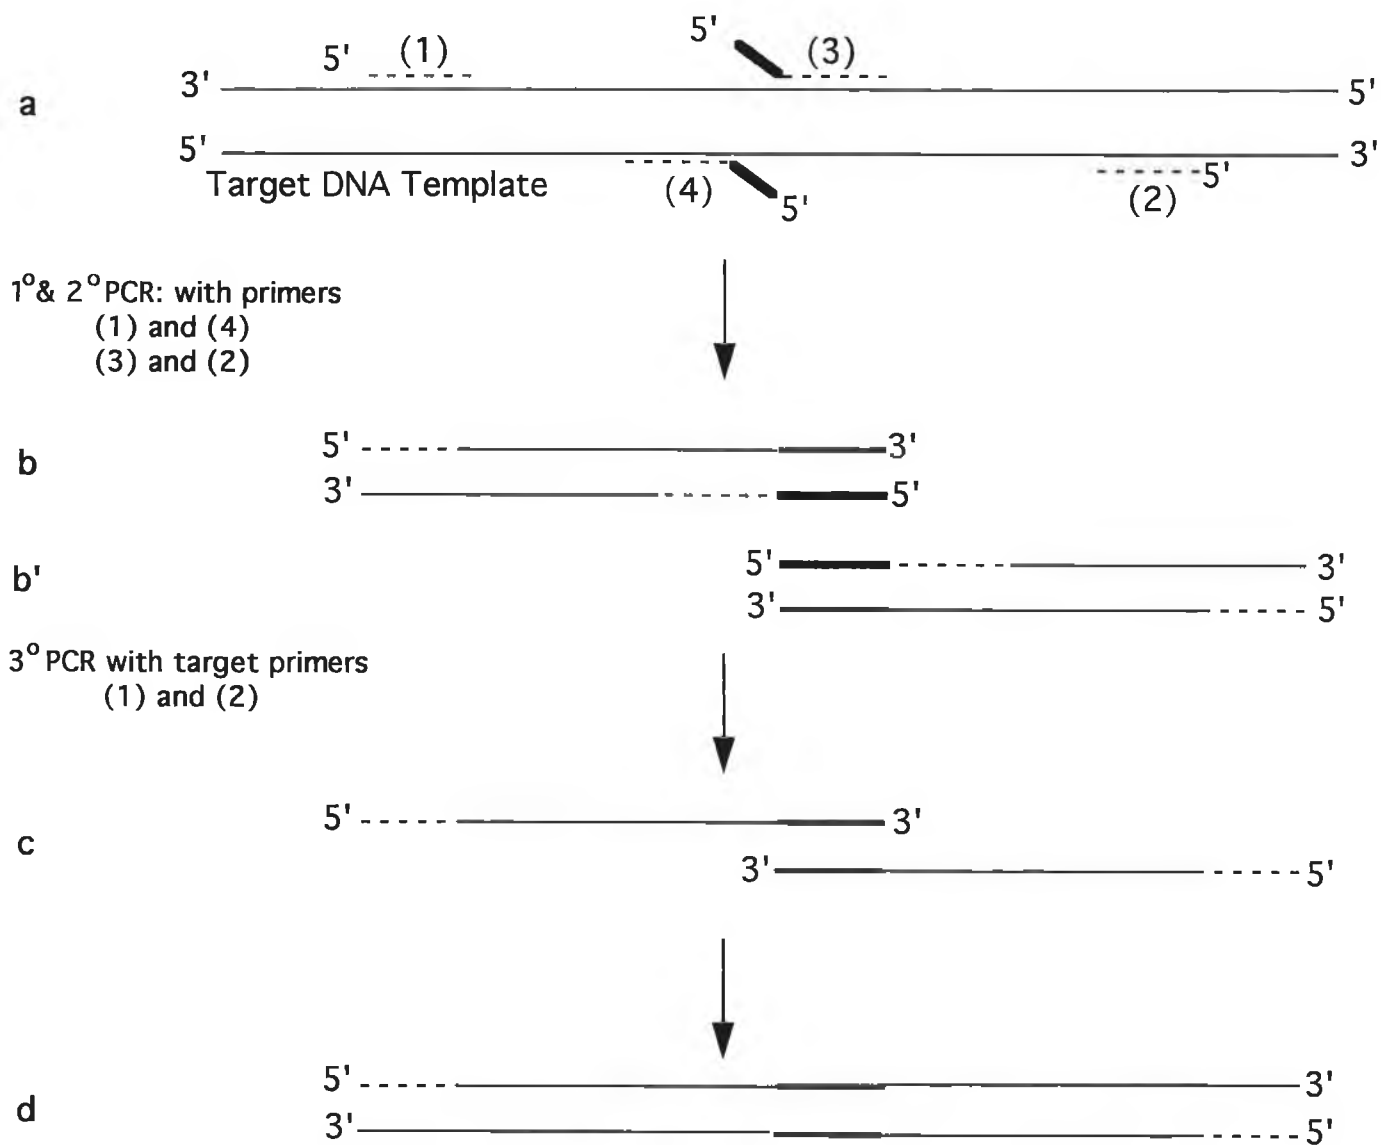 5' (1) 5' (3)
3' 5'
a
5' 3'
Target DNA Template (4) 5' (2) 5'
1° & 2° PCR: with primers
(1) and (4)
(3) and (2)
5' 3'
b
3' 5'
5' 3'
b'
3' 5'
3° PCR with target primers
(1) and (2)
5' 3'
c
3' 5'
5' 3'
d
3' 5'